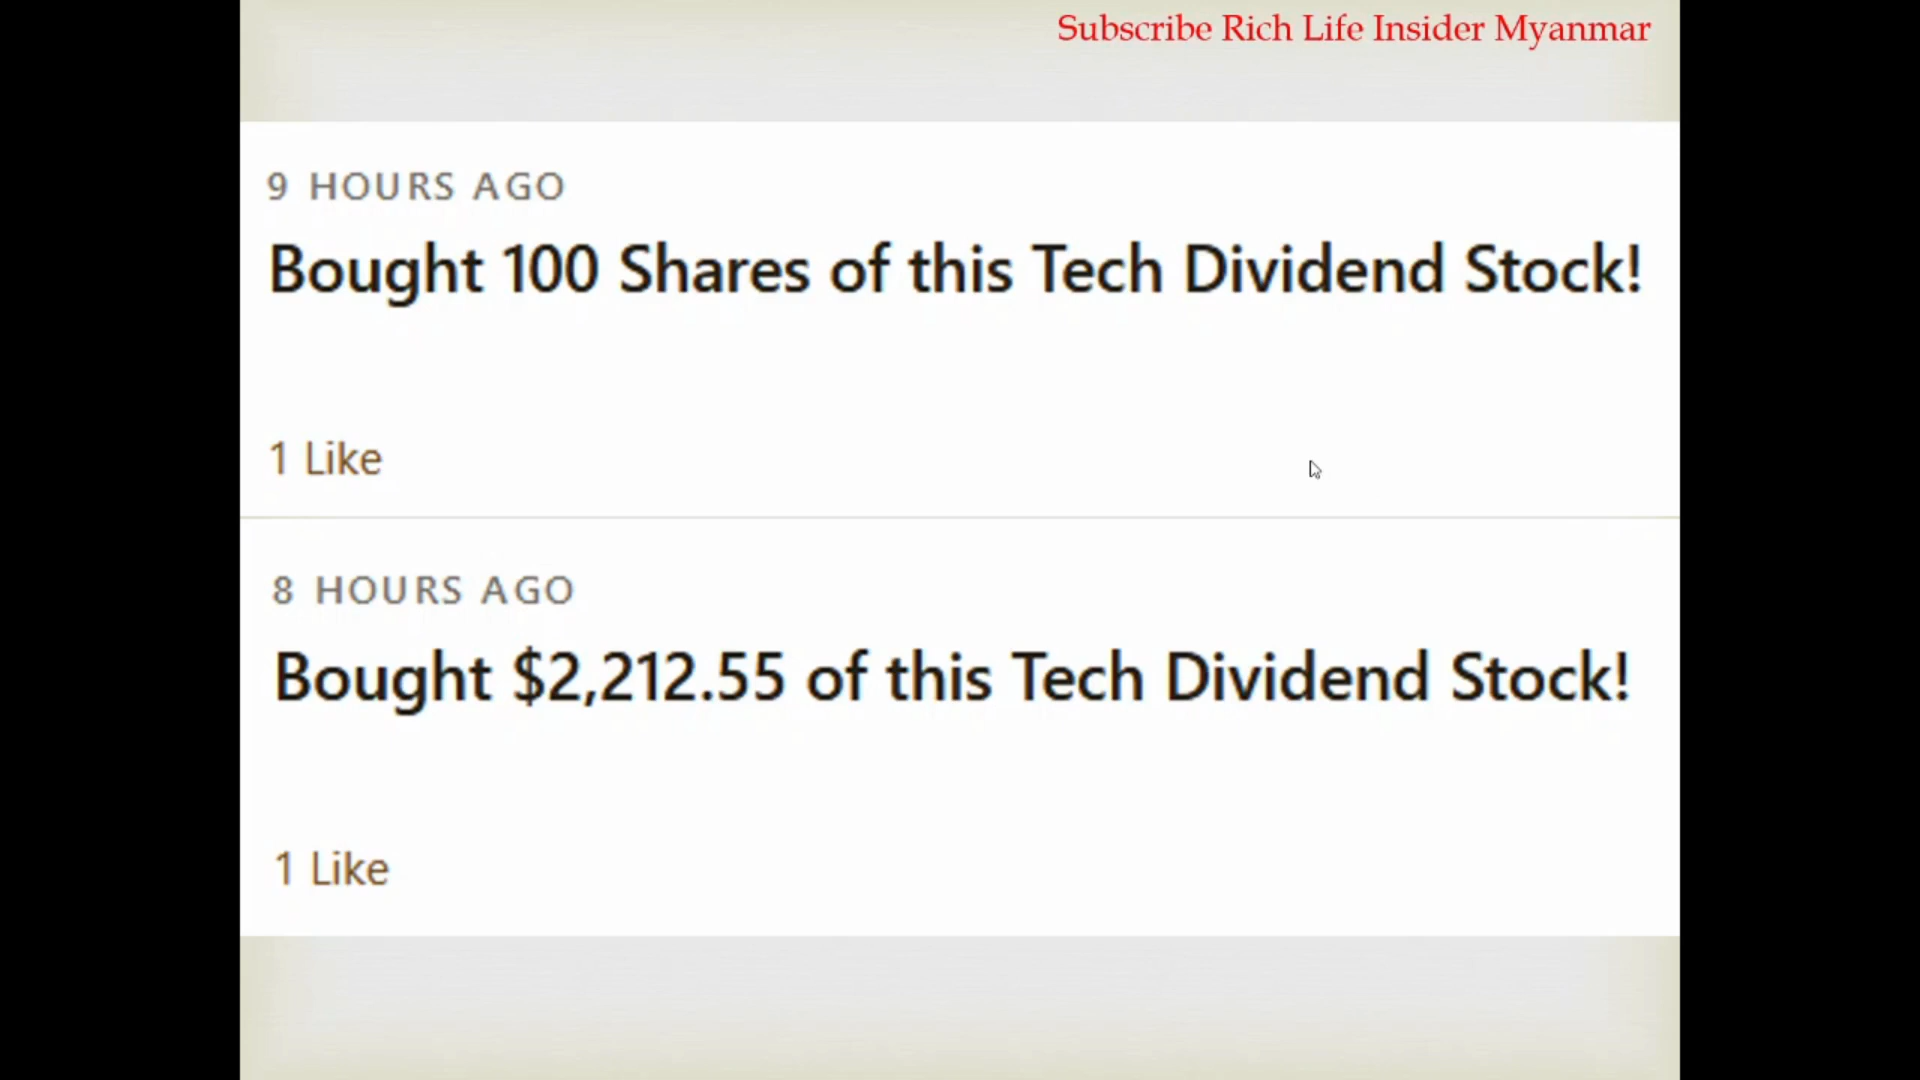 Subscribe Rich Life Insider Myanmar
9 HOURS AGO
Bought 100 Shares of this Tech Dividend Stock!
1 Like
8 HOURS AGO
Bought $2,212.55 of this Tech Dividend Stock!
1 Like